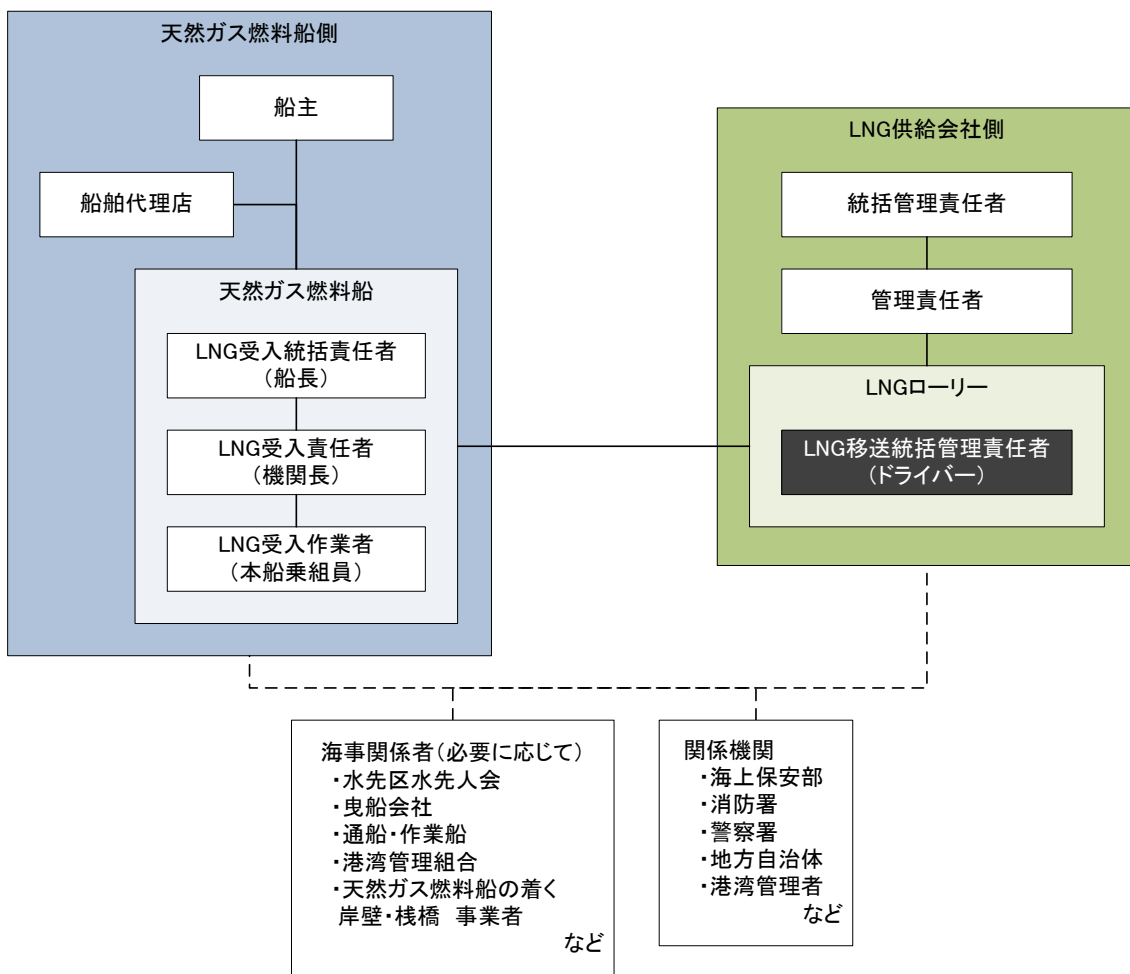 天然ガス燃料船側
船主
船舶代理店
天然ガス燃料船
LNG受入統括責任者
(船長)
LNG受入責任者
(機関長)
LNG受入作業者
(本船乗組員)
LNG供給会社側
統括管理責任者
管理責任者
LNGローリー
LNG移送統括管理責任者
(ドライバー)
海事関係者(必要に応じて)
・水先区水先人会
・曳船会社
・通船・作業船
・港湾管理組合
・天然ガス燃料船の着く
岸壁・桟橋 事業者
など
関係機関
・海上保安部
・消防署
・警察署
・地方自治体
・港湾管理者
など